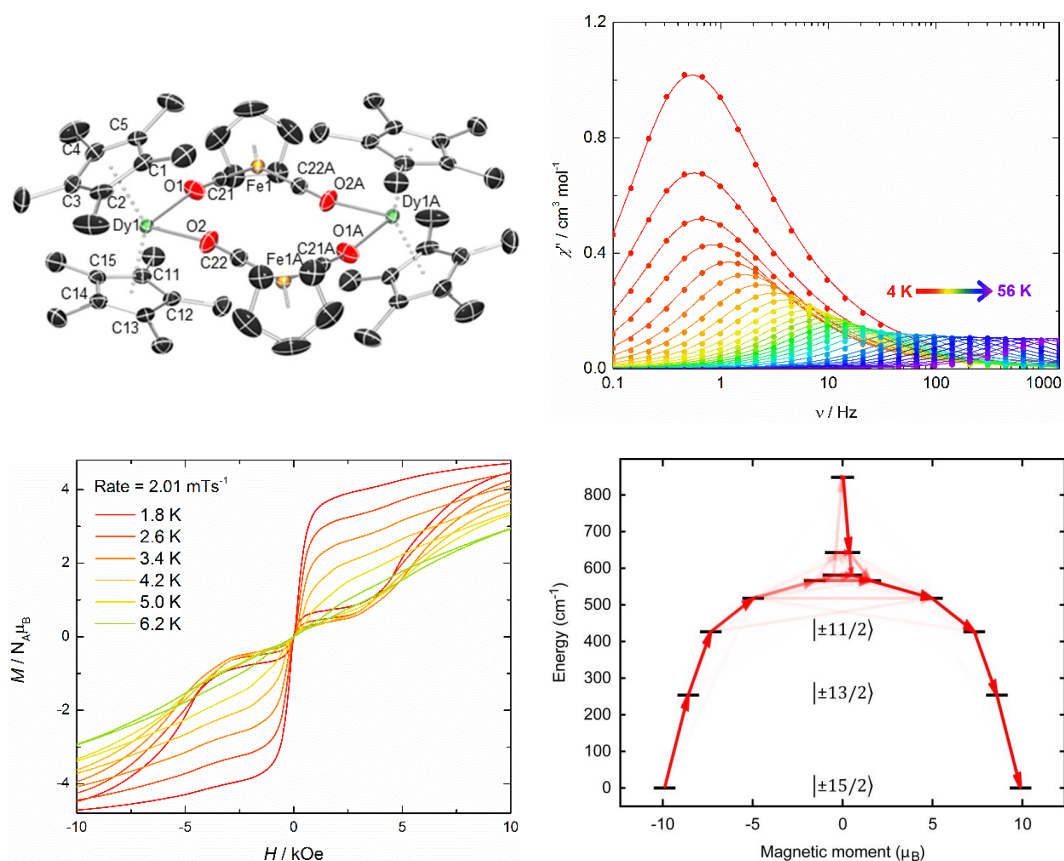 C5
C4
C1
C3
C2
O1
C21
Fe1
C22A
O2A
Dy1A
Dy1
O2
C22
Fe1A
C21A
O1A
C15
C11
C14
C12
C13
1.2
0.8
0.4
0.0
χ" / cm³ mol⁻¹
4 K
56 K
0.1
1
10
100
1000
ν / Hz
Rate = 2.01 mTs⁻¹
1.8 K
2.6 K
3.4 K
4.2 K
5.0 K
6.2 K
4
2
0
-2
-4
M / N_Aμ_B
-10
-5
0
5
10
H / kOe
800
700
600
500
400
300
200
100
0
Energy (cm⁻¹)
|±11/2⟩
|±13/2⟩
|±15/2⟩
-10
-5
0
5
10
Magnetic moment (μ_B)